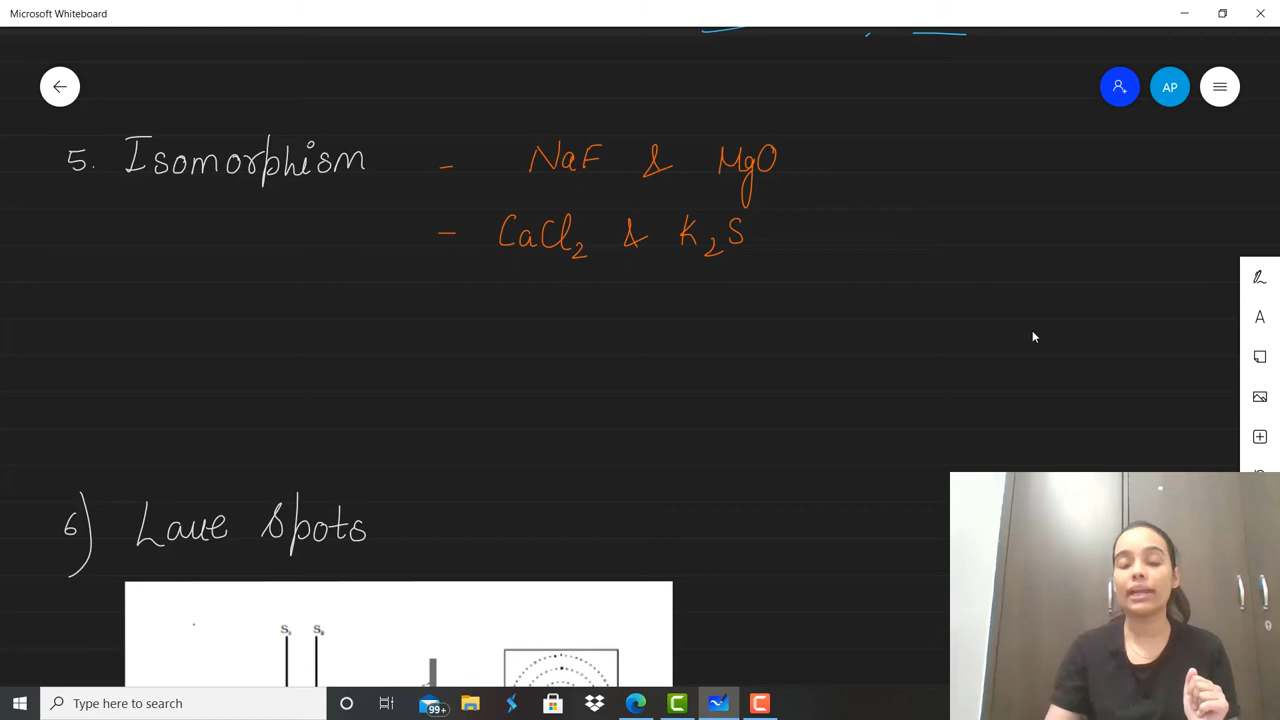 Microsoft Whiteboard
AP
5. Isomorphism - NaF & MgO
- CaCl₂ & K₂S
A
6) Laue Spots
S₁ S₂
Type here to search
99+